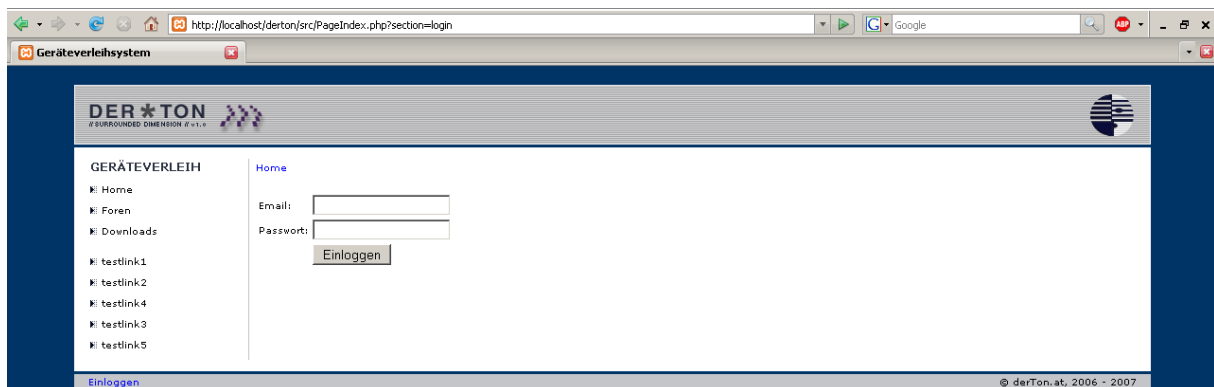 http://localhost/derton/src/PageIndex.php?section=login
Google
ABP
Geräteverleihsystem
DER*TON
// SURROUNDED DIMENSION // v1.0
GERÄTEVERLEIH
Home
Foren
Downloads
testlink1
testlink2
testlink4
testlink3
testlink5
Home
Email:
Passwort:
Einloggen
Einloggen
© derTon.at, 2006 - 2007